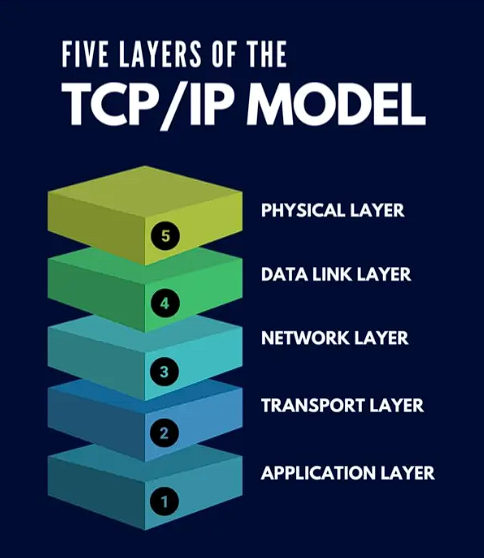 FIVE LAYERS OF THE
TCP/IP MODEL
5 PHYSICAL LAYER
4 DATA LINK LAYER
3 NETWORK LAYER
2 TRANSPORT LAYER
1 APPLICATION LAYER